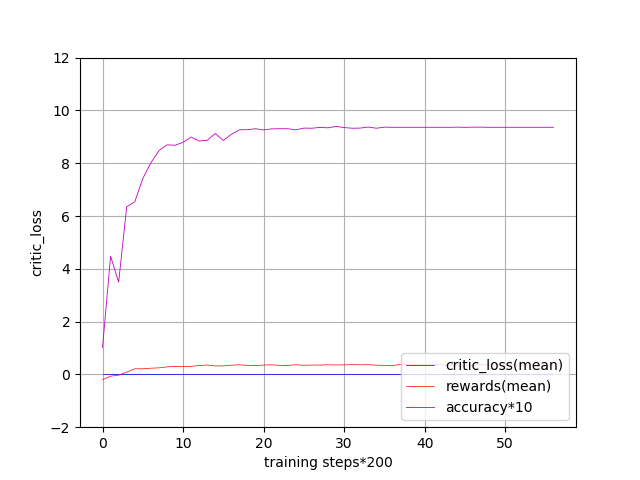 12
10
8
6
4
2
0
−2
critic_loss
critic_loss(mean)
rewards(mean)
accuracy*10
0 10 20 30 40 50
training steps*200